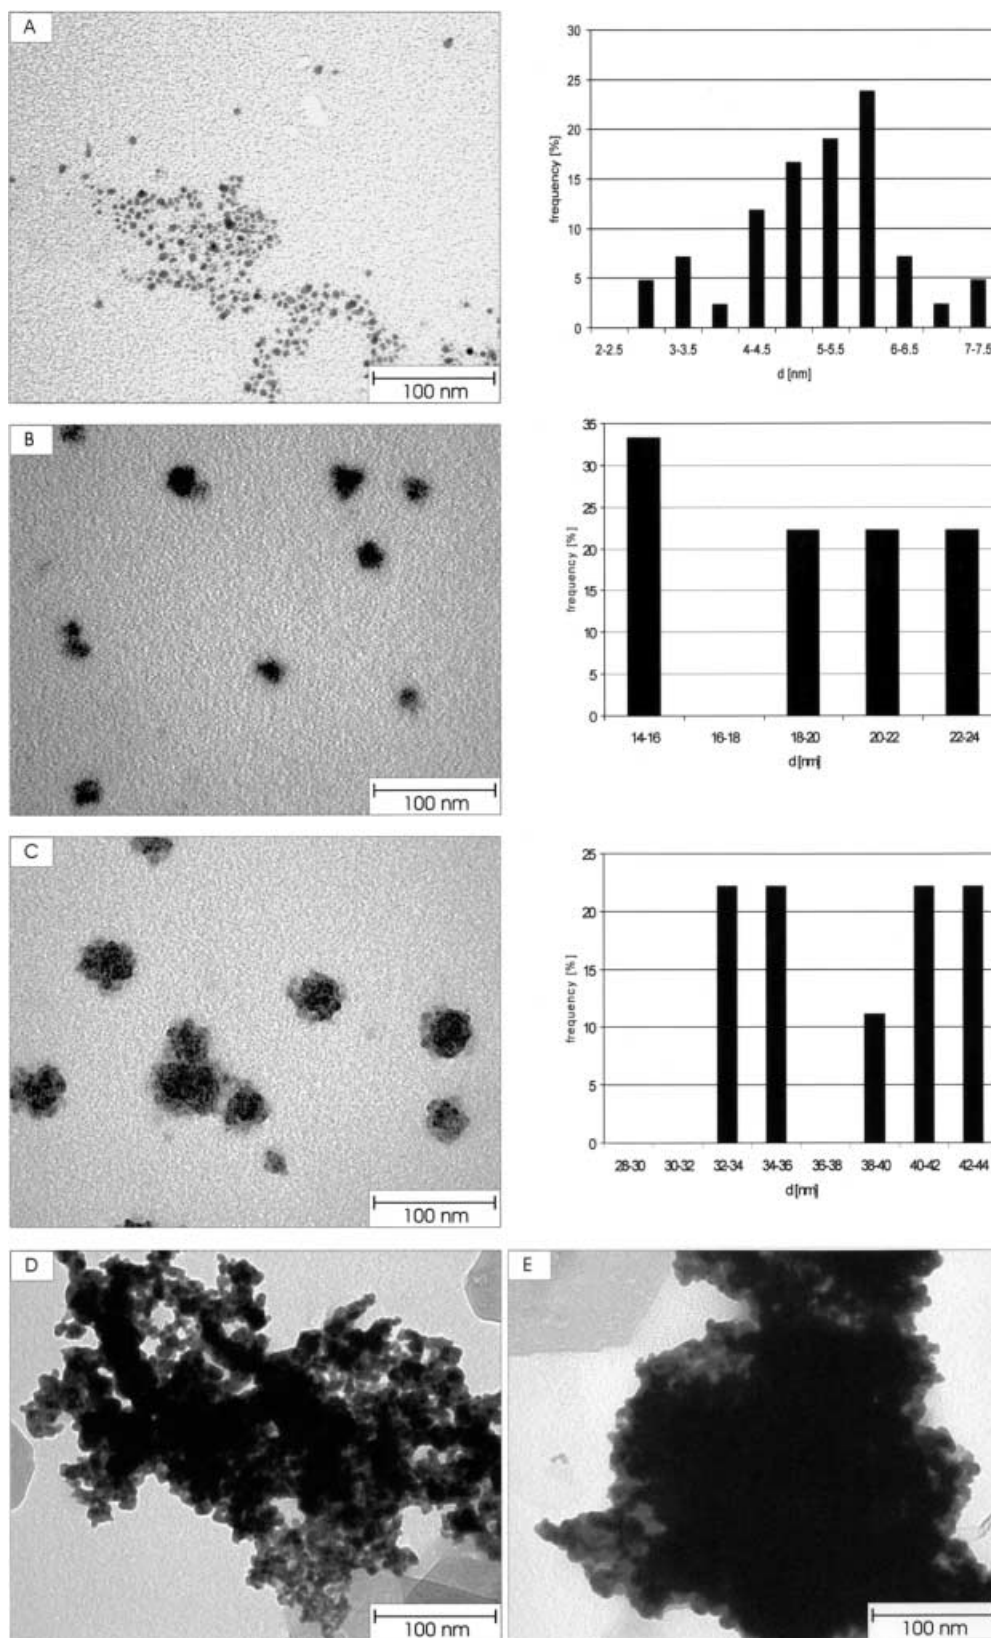 A
100 nm
frequency [%]
30
25
20
15
10
5
0
2-2.5 3-3.5 4-4.5 5-5.5 6-6.5 7-7.5
d [nm]
B
100 nm
frequency [%]
35
30
25
20
15
10
5
0
14-16 16-18 18-20 20-22 22-24
d [nm]
C
100 nm
frequency [%]
25
20
15
10
5
0
28-30 30-32 32-34 34-36 36-38 38-40 40-42 42-44
d [nm]
D
100 nm
E
100 nm